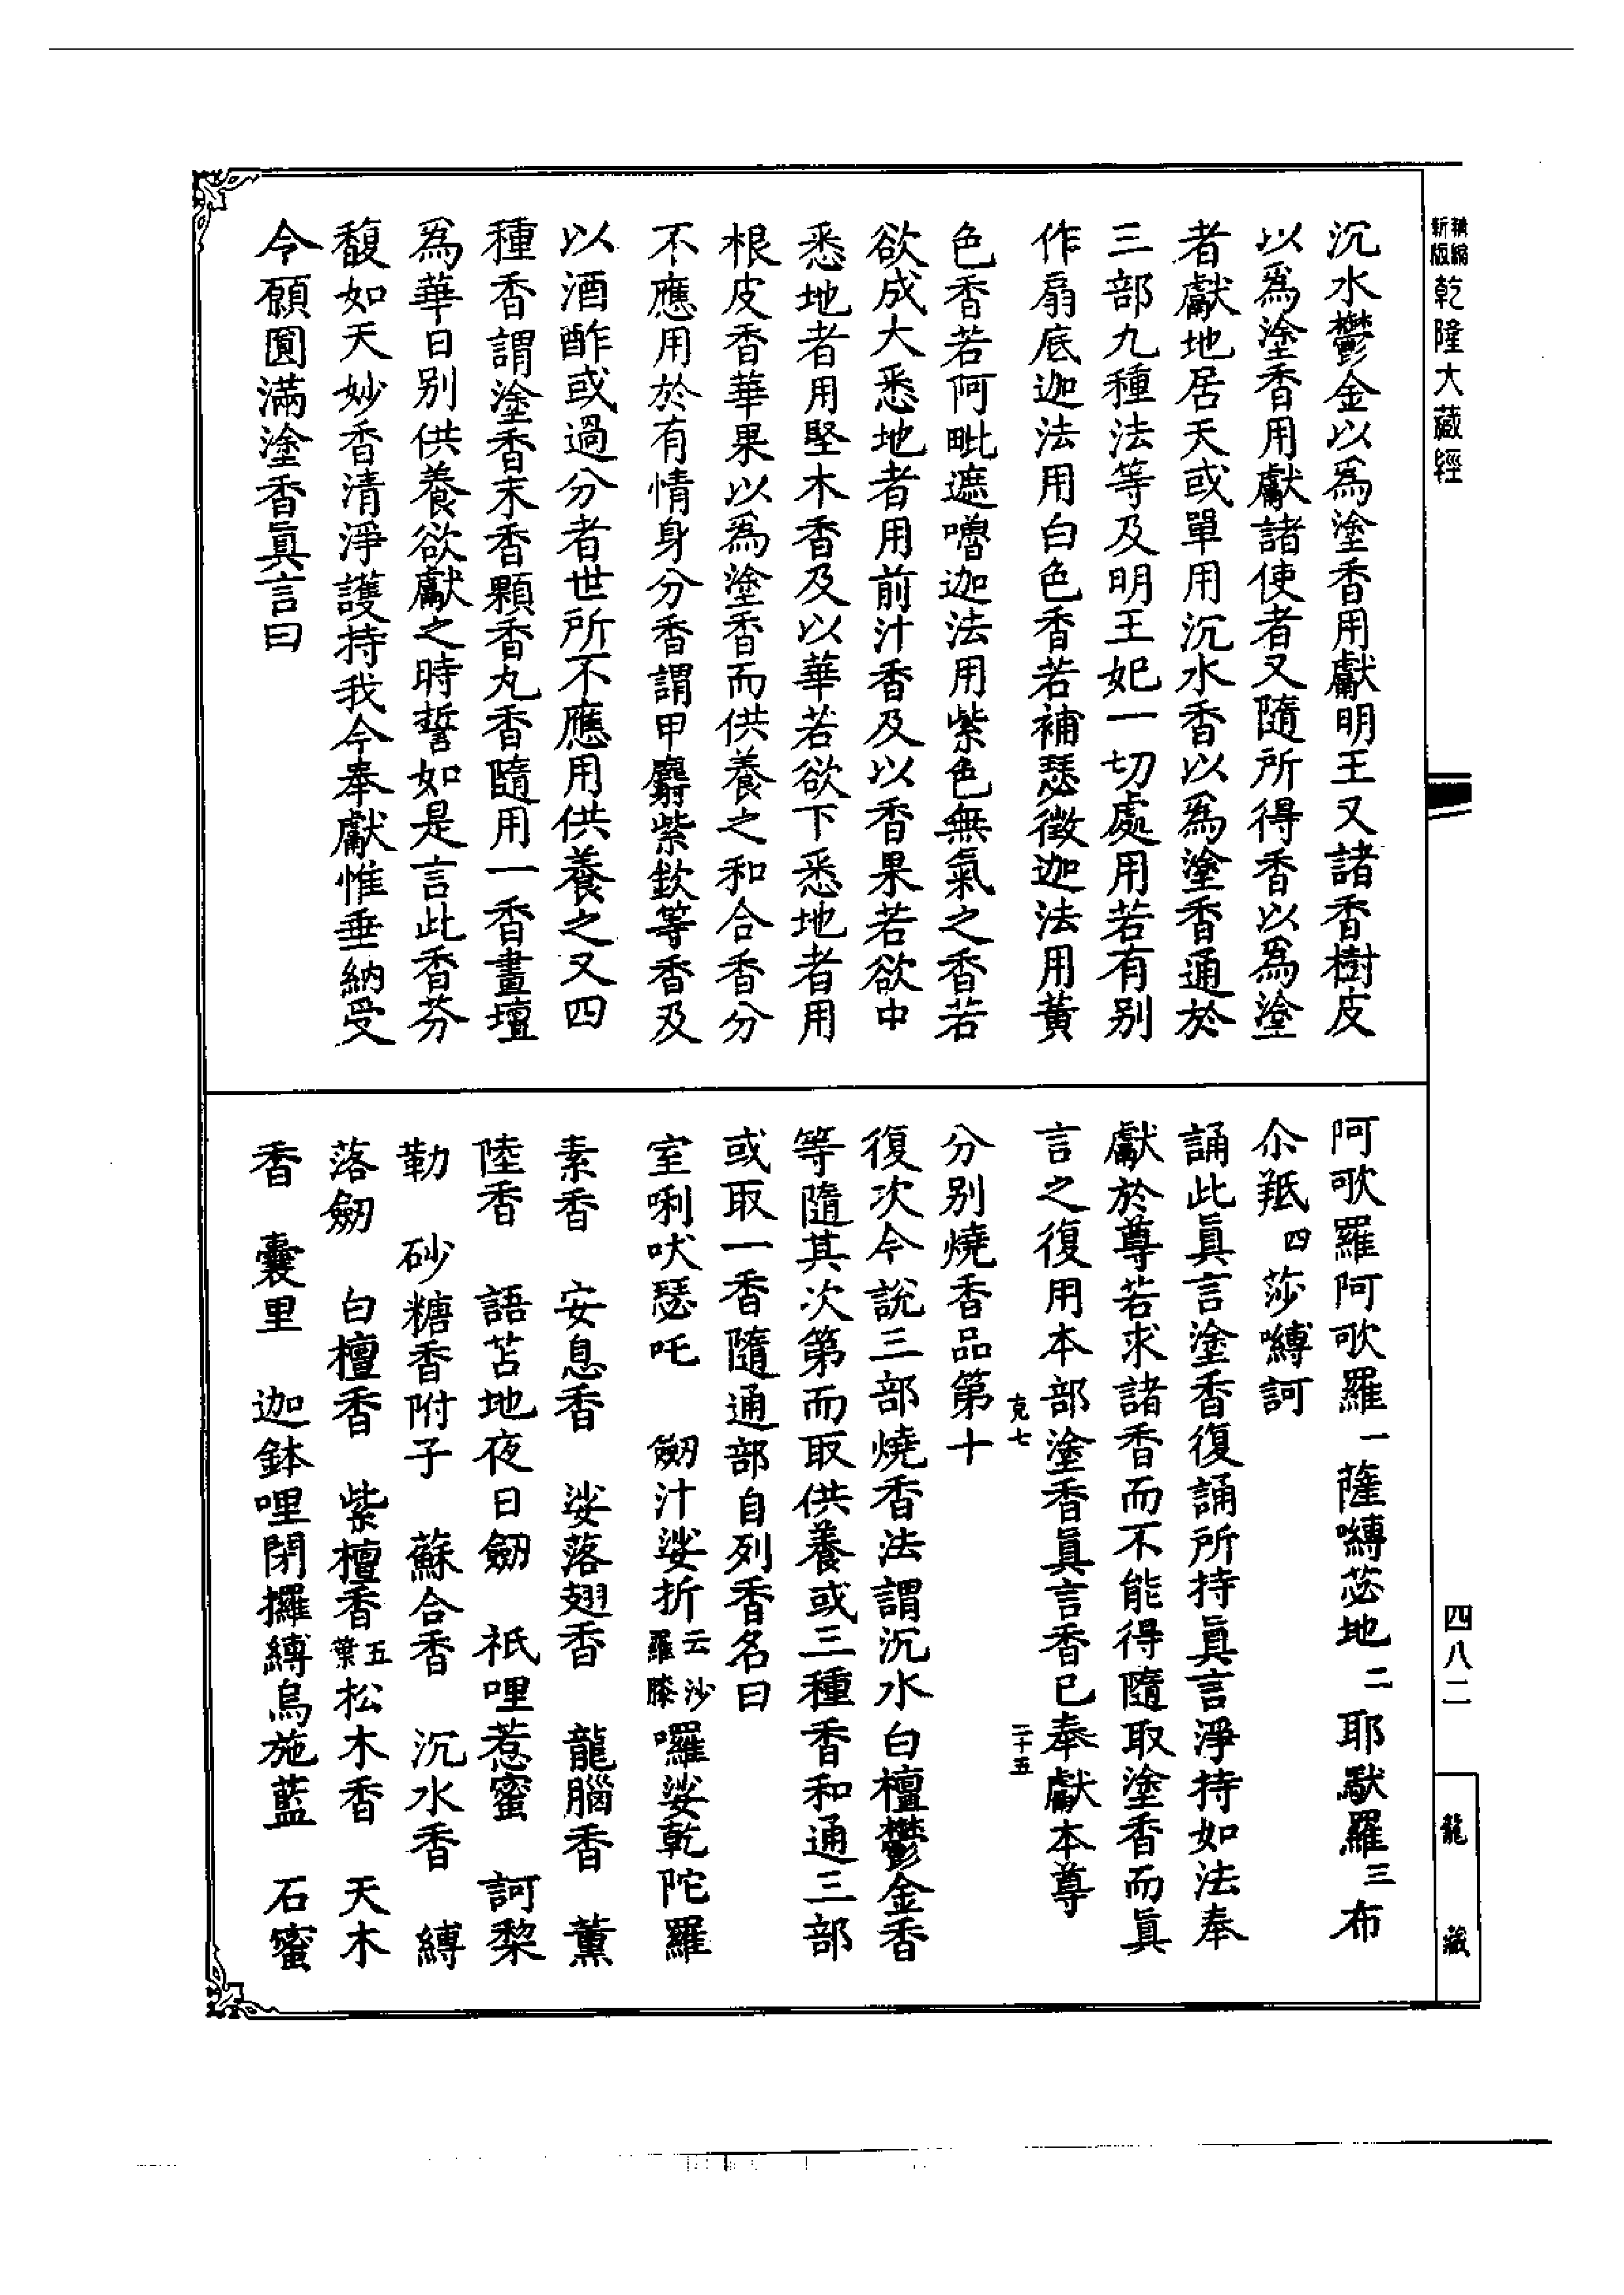 新編
縮版
乾隆大藏經
沉水鬱金以爲塗香用獻明王又諸香樹皮
以爲塗香用獻諸使者又隨所得香以爲塗
者獻地居天或單用沉水香以爲塗香通於
三部九種法等及明王妃一切處用若有別
作扇底迦法用白色香若補瑟徵迦法用黃
色香若阿毗遮嚕迦法用紫色無氣之香若
欲成大悉地者用前汁香及以香果若欲中
悉地者用堅木香及以華若欲下悉地者用
根皮香華果以爲塗香而供養之和合香分
不應用於有情身分香謂甲麝紫欽等香及
以酒酢或過分者世所不應用供養之又四
種香謂塗香末香顆香丸香隨用一香畫壇
爲華日別供養欲獻之時誓如是言此香芬
馥如天妙香清淨護持我今奉獻惟垂納受
令願圓滿塗香眞言曰
阿歌羅阿歌羅一薩嚩苾地二耶馱羅三布
尒羝四莎嚩訶
誦此眞言塗香復誦所持眞言淨持如法奉
獻於尊若求諸香而不能得隨取塗香而眞
言之復用本部塗香眞言香已奉獻本尊
克七
二十五
分別燒香品第十
復次今說三部燒香法謂沉水白檀鬱金香
等隨其次第而取供養或三種香和通三部
或取一香隨通部自列香名曰
室唎吠瑟吒 劒汁娑折云沙羅膝囉娑乾陀羅
素香 安息香 娑落翅香 龍腦香 薰
陸香 語苫地夜日劒 祇哩惹蜜 訶棃
勒 砂糖香附子 蘇合香 沉水香 縛
落劒 白檀香 紫檀香五葉松木香 天木
香 囊里 迦鉢哩閉攞縛烏施藍 石蜜
四八二
龍藏